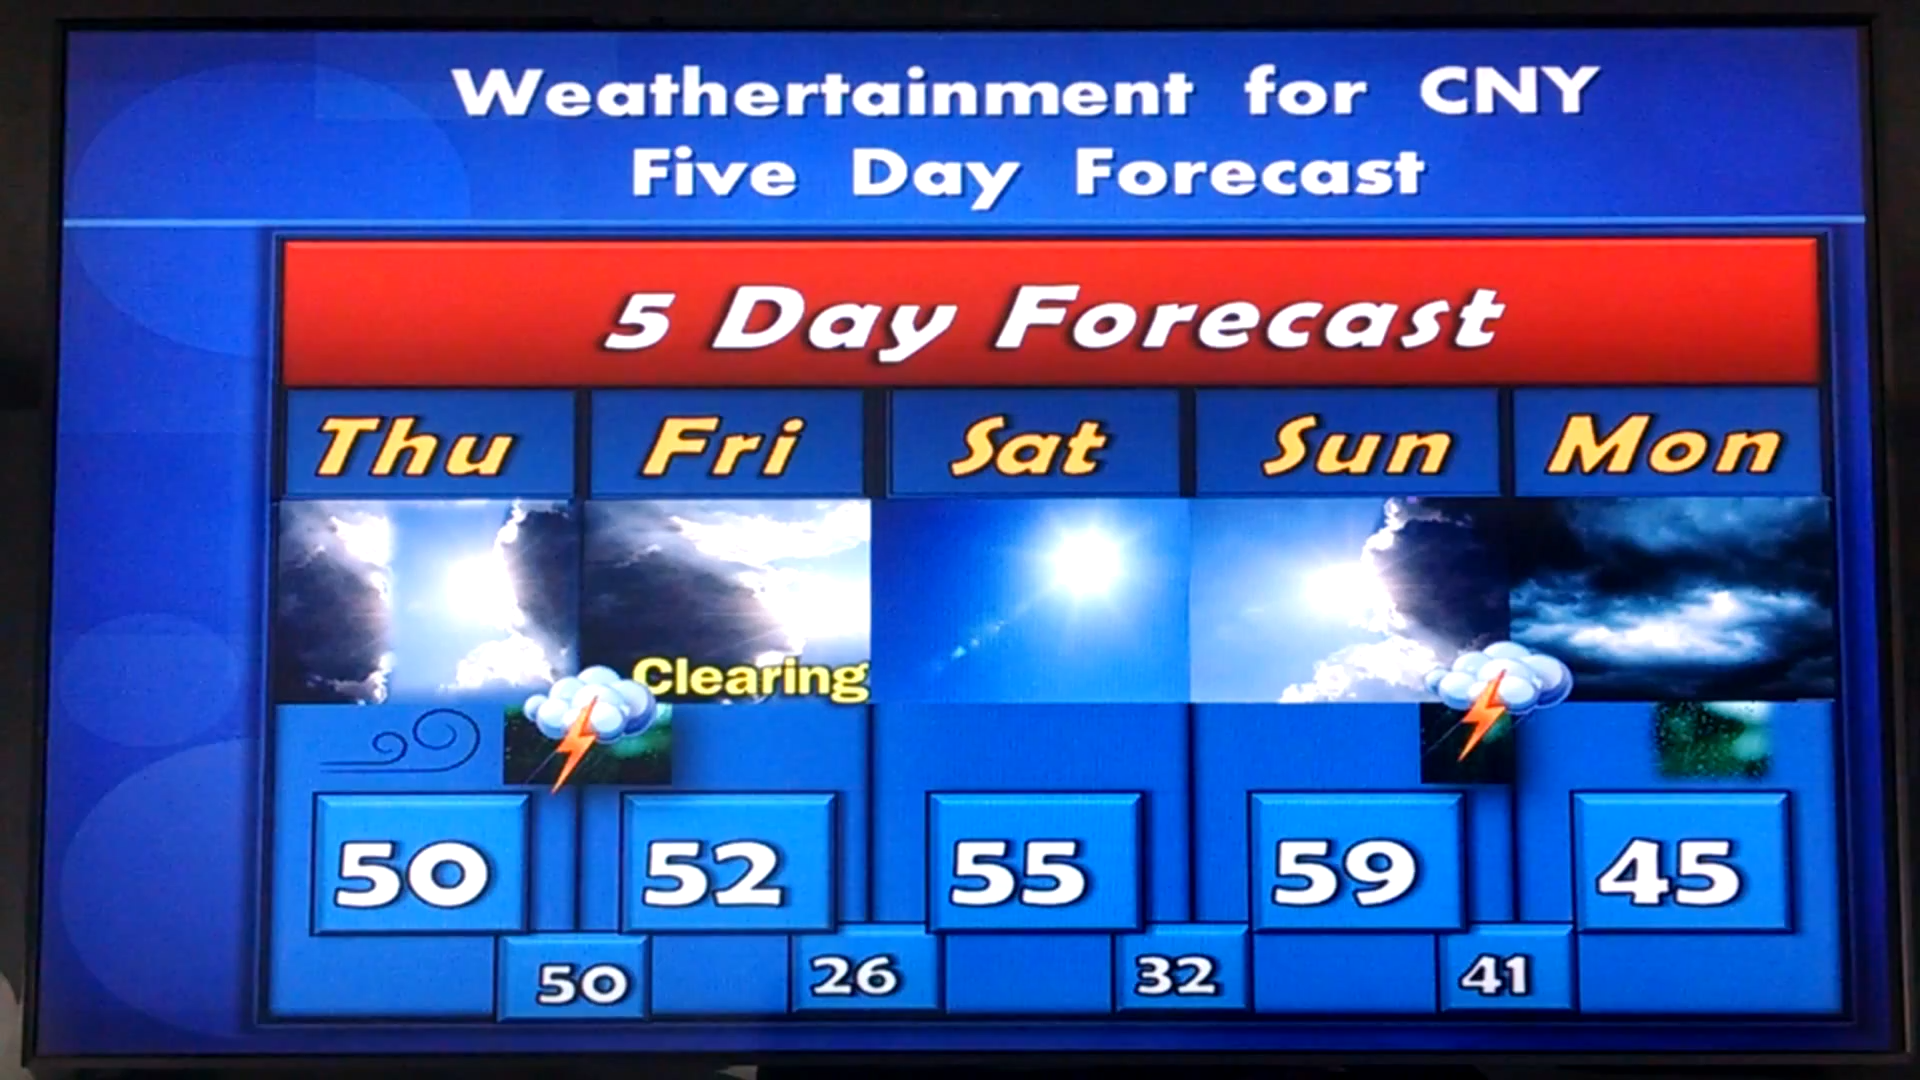 Weathertainment for CNY
Five Day Forecast
5 Day Forecast
Thu Fri Sat Sun Mon
Clearing
50 52 55 59 45
50 26 32 41